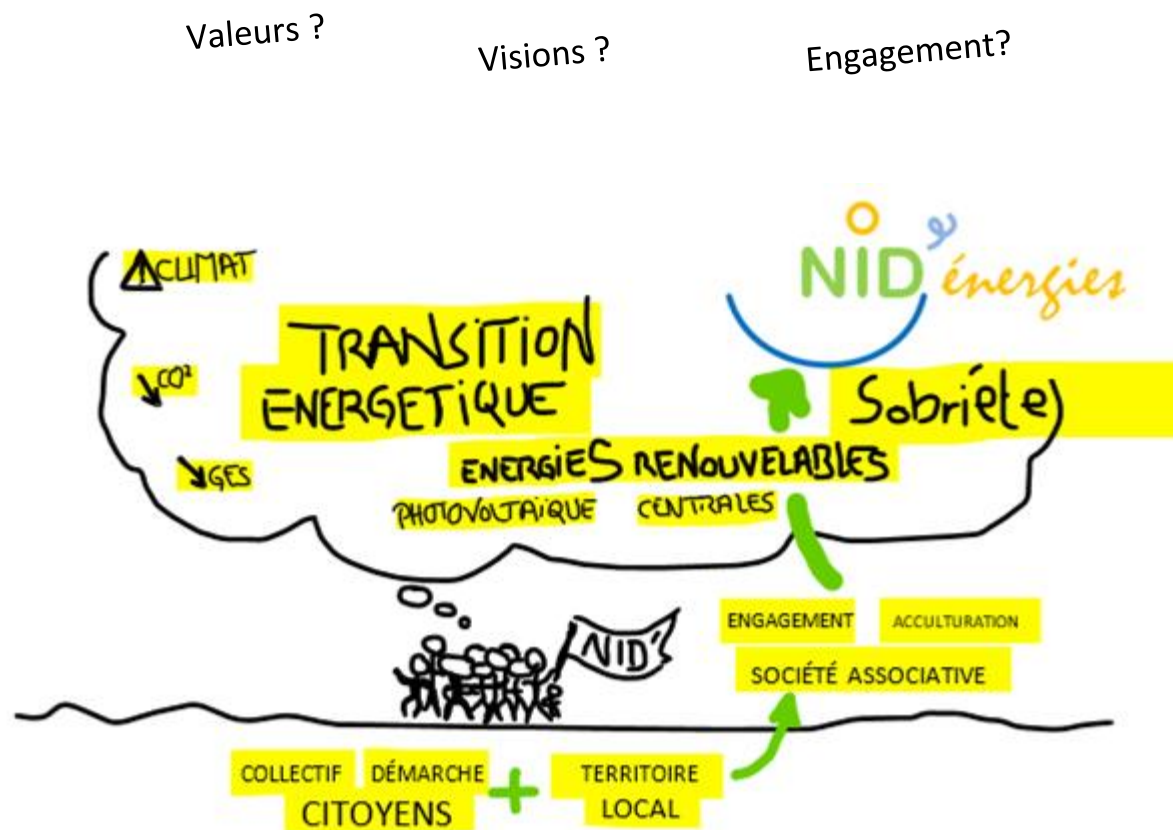 Valeurs ?
Visions ?
Engagement?
NID'énergies
⚠CLIMAT
TRANSITION
ENERGETIQUE
↘CO²
Sobriété
ENERGIES RENOUVELABLES
↘GES
PHOTOVOLTAÏQUE CENTRALES
ENGAGEMENT ACCULTURATION
NID'
SOCIÉTÉ ASSOCIATIVE
COLLECTIF DÉMARCHE + TERRITOIRE
CITOYENS LOCAL